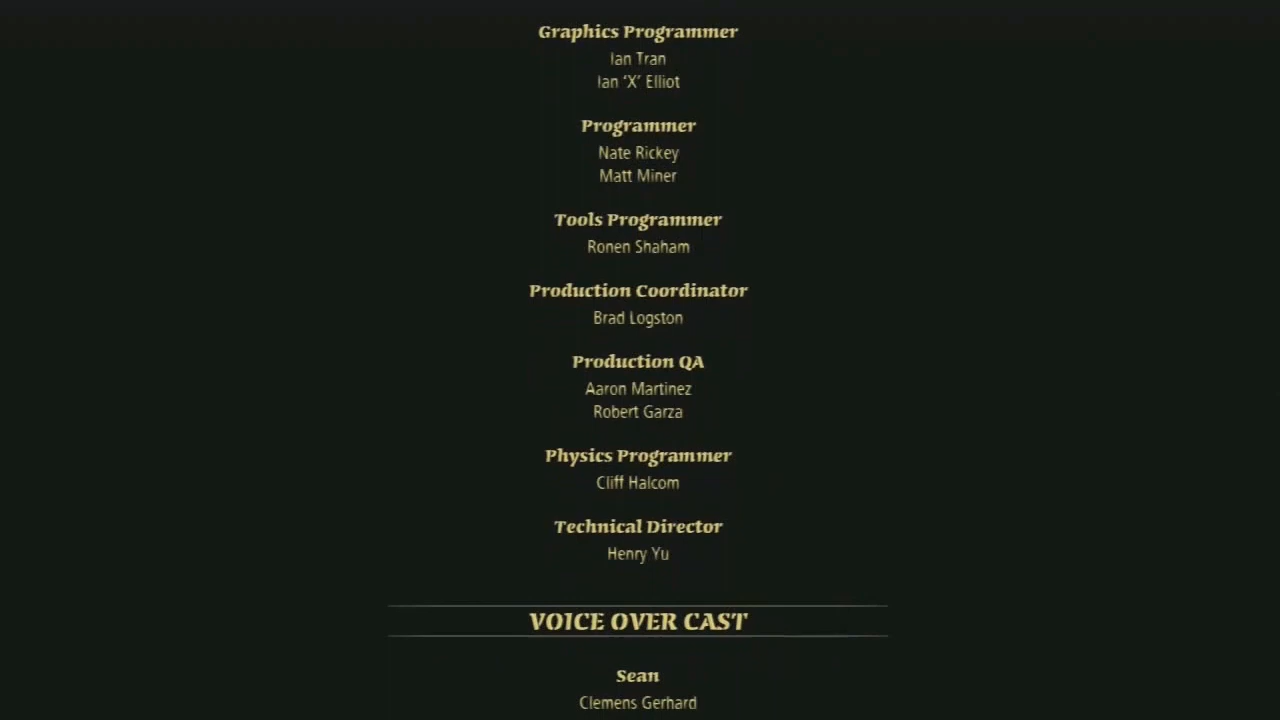 Graphics Programmer
Ian Tran
Ian ‘X’ Elliot
Programmer
Nate Rickey
Matt Miner
Tools Programmer
Ronen Shaham
Production Coordinator
Brad Logston
Production QA
Aaron Martinez
Robert Garza
Physics Programmer
Cliff Halcom
Technical Director
Henry Yu
VOICE OVER CAST
Sean
Clemens Gerhard